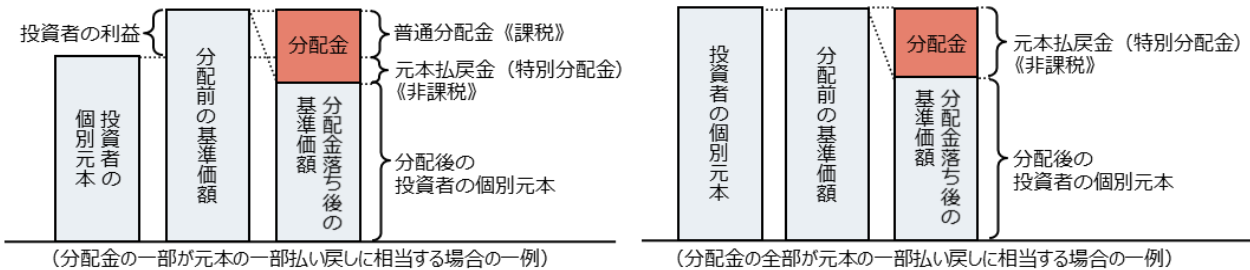 投資者の利益
投資者の
個別元本
分配前の基準価額
分配金
分配金落ち後の
基準価額
普通分配金《課税》
元本払戻金（特別分配金）
《非課税》
分配後の
投資者の個別元本
（分配金の一部が元本の一部払い戻しに相当する場合の一例）
投資者の個別元本
分配前の基準価額
分配金
分配金落ち後の
基準価額
元本払戻金（特別分配金）
《非課税》
分配後の
投資者の個別元本
（分配金の全部が元本の一部払い戻しに相当する場合の一例）